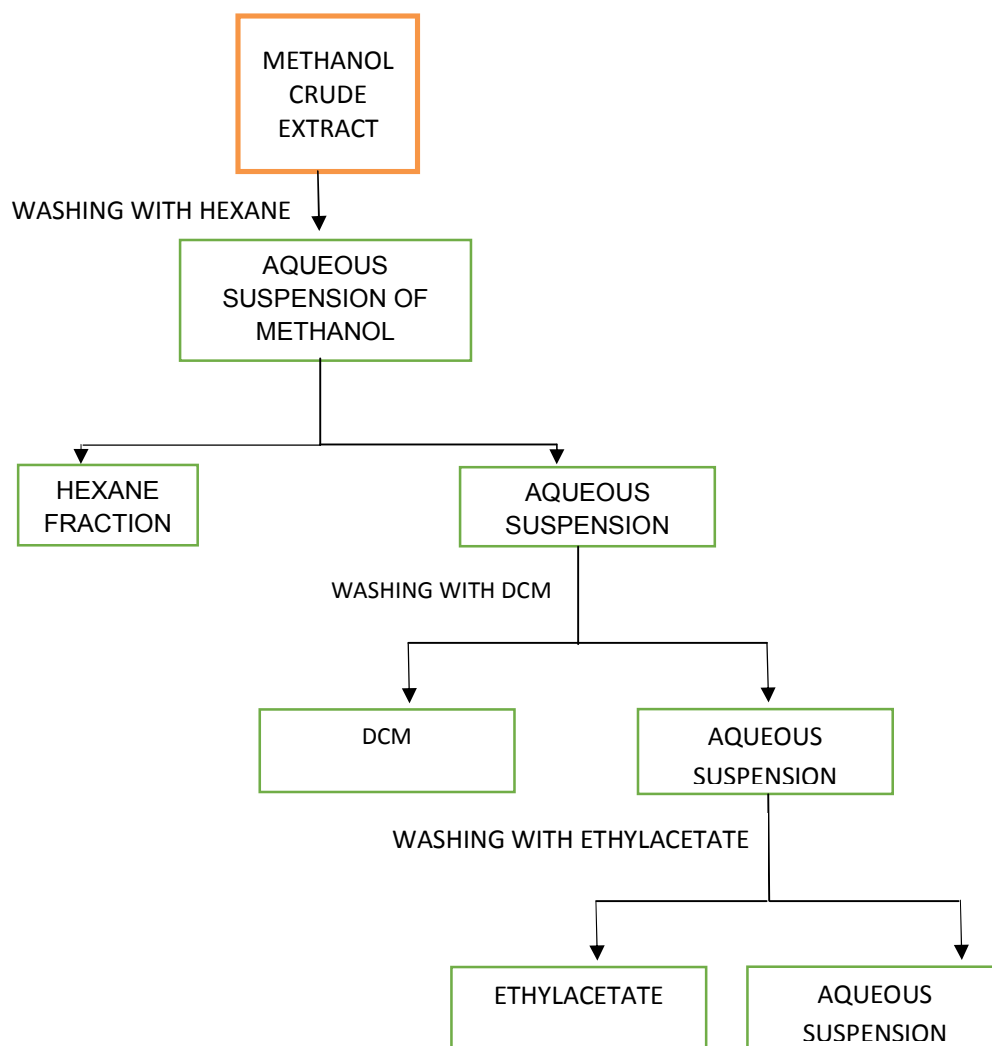 METHANOL
CRUDE
EXTRACT
WASHING WITH HEXANE
AQUEOUS
SUSPENSION OF
METHANOL
HEXANE
FRACTION
AQUEOUS
SUSPENSION
WASHING WITH DCM
DCM
AQUEOUS
SUSPENSION
WASHING WITH ETHYLACETATE
ETHYLACETATE
AQUEOUS
SUSPENSION